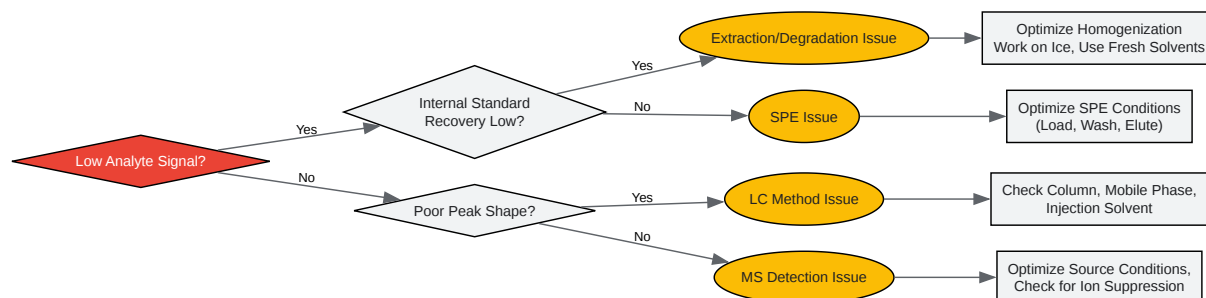 Extraction/Degradation Issue
Optimize Homogenization
Work on Ice, Use Fresh Solvents
Yes
Internal Standard
Recovery Low?
No
SPE Issue
Optimize SPE Conditions
(Load, Wash, Elute)
Yes
Low Analyte Signal?
No
Poor Peak Shape?
Yes
LC Method Issue
Check Column, Mobile Phase,
Injection Solvent
No
MS Detection Issue
Optimize Source Conditions,
Check for Ion Suppression